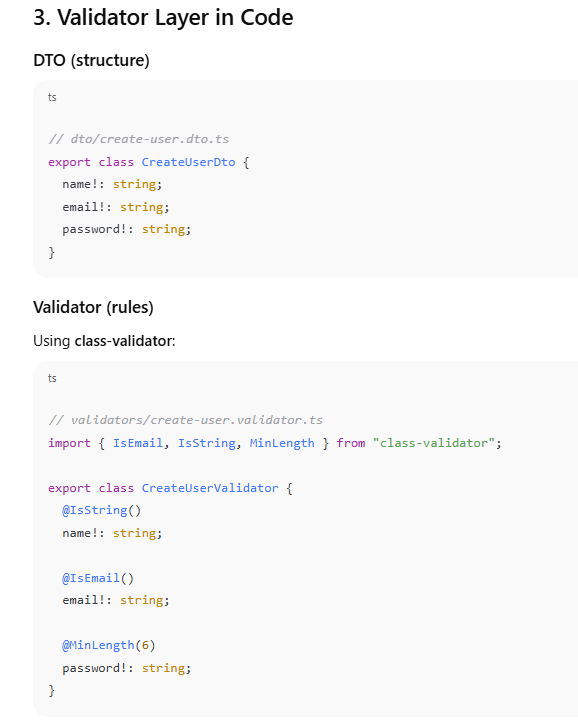 3. Validator Layer in Code
DTO (structure)
ts
// dto/create-user.dto.ts
export class CreateUserDto {
  name!: string;
  email!: string;
  password!: string;
}
Validator (rules)
Using class-validator:
ts
// validators/create-user.validator.ts
import { IsEmail, IsString, MinLength } from "class-validator";
export class CreateUserValidator {
  @IsString()
  name!: string;
  @IsEmail()
  email!: string;
  @MinLength(6)
  password!: string;
}